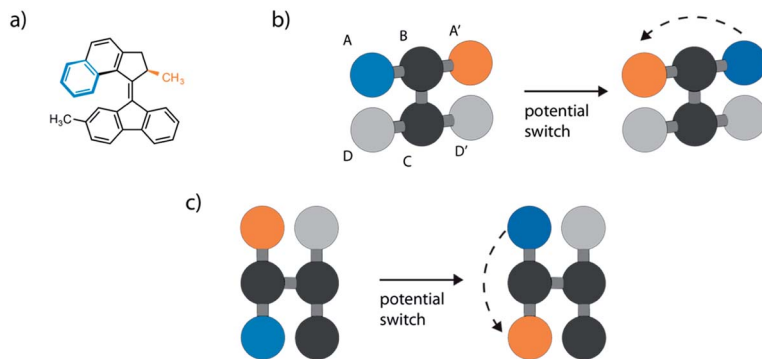 a)
CH₃
H₃C
b)
A
B
A'
D
C
D'
potential
switch
c)
potential
switch